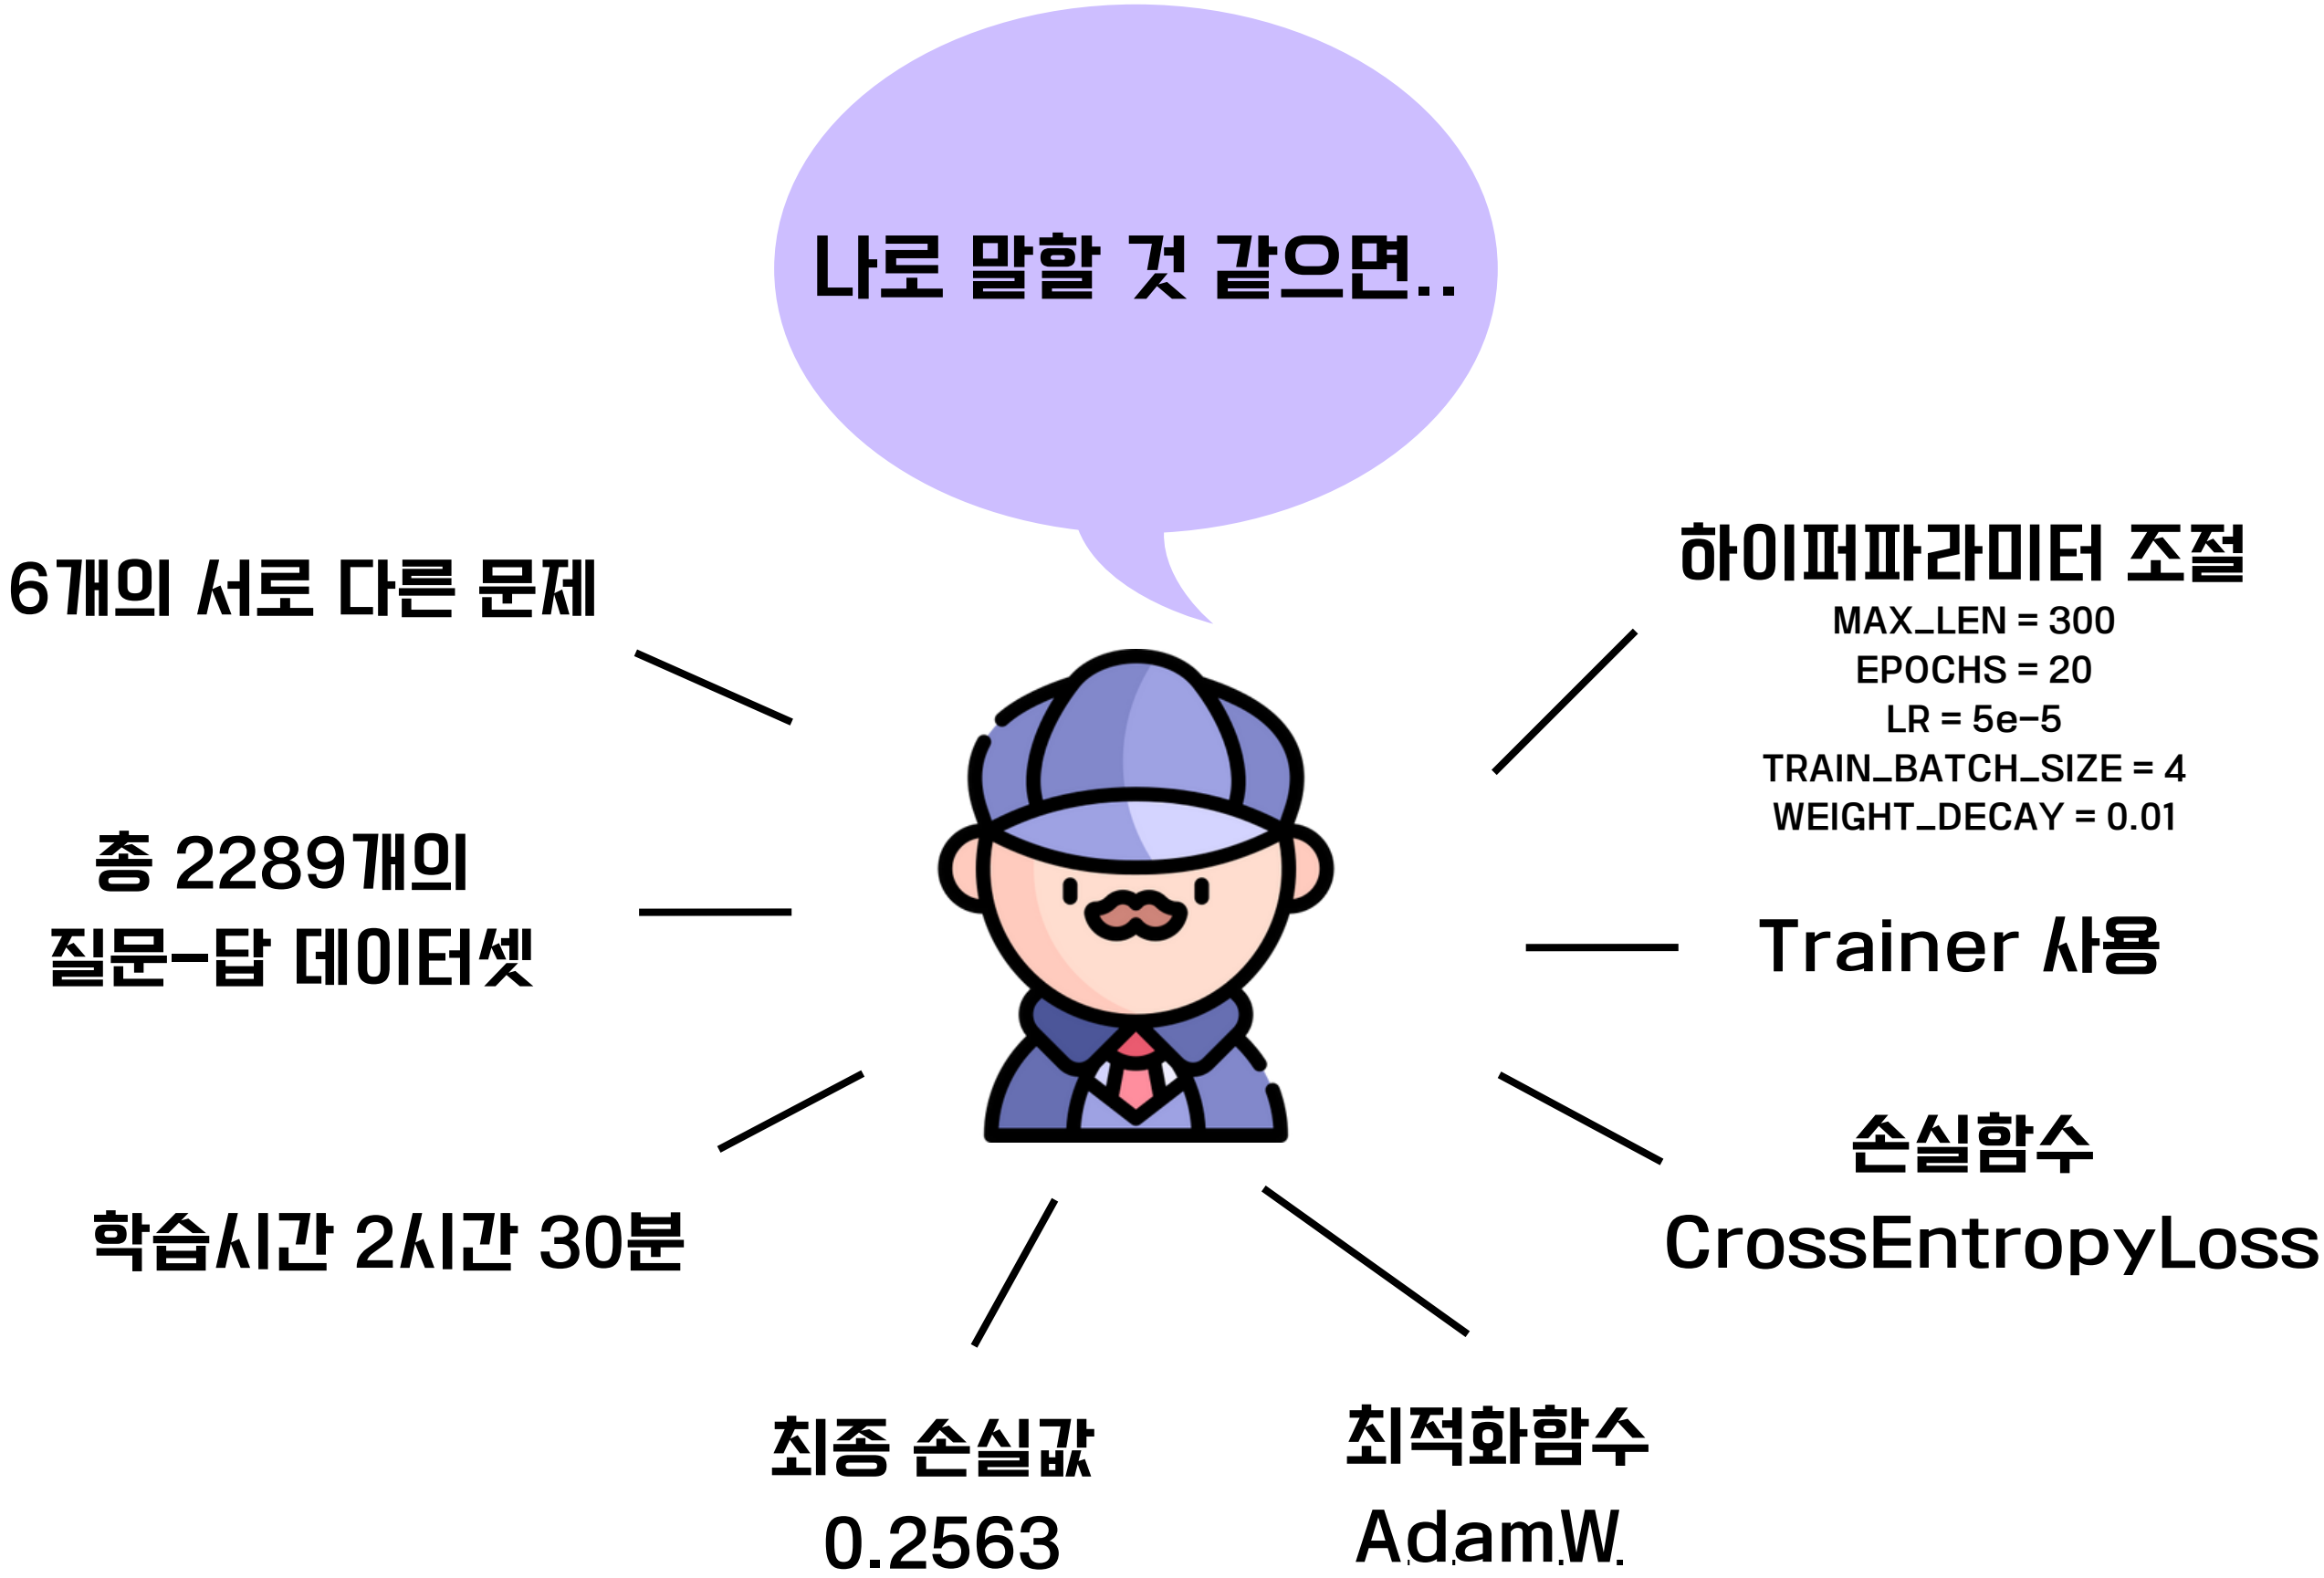 나로 말할 것 같으면..
6개의 서로 다른 문제
총 2289개의
질문-답 데이터셋
학습시간 2시간 30분
최종 손실값
0.2563
하이퍼파라미터 조절
MAX_LEN = 300
EPOCHS = 20
LR = 5e-5
TRAIN_BATCH_SIZE = 4
WEIGHT_DECAY = 0.01
Trainer 사용
손실함수
CrossEntropyLoss
최적화함수
AdamW